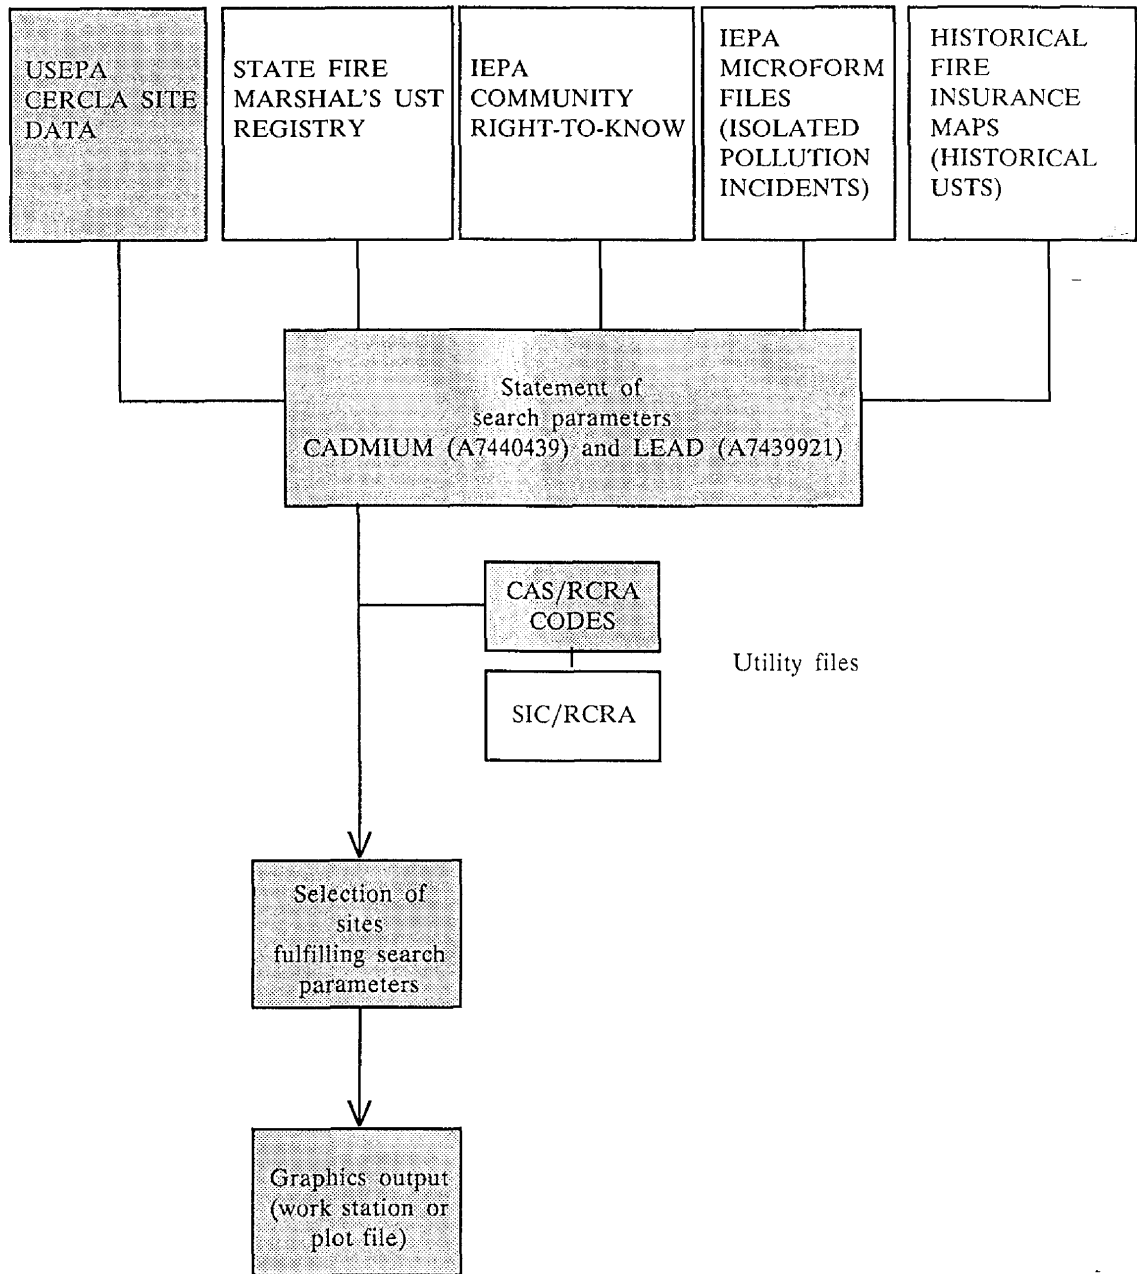 USEPA
CERCLA SITE
DATA
STATE FIRE
MARSHAL'S UST
REGISTRY
IEPA
COMMUNITY
RIGHT-TO-KNOW
IEPA
MICROFORM
FILES
(ISOLATED
POLLUTION
INCIDENTS)
HISTORICAL
FIRE
INSURANCE
MAPS
(HISTORICAL
USTS)
Statement of
search parameters
CADMIUM (A7440439) and LEAD (A7439921)
CAS/RCRA
CODES
Utility files
SIC/RCRA
Selection of
sites
fulfilling search
parameters
Graphics output
(work station or
plot file)